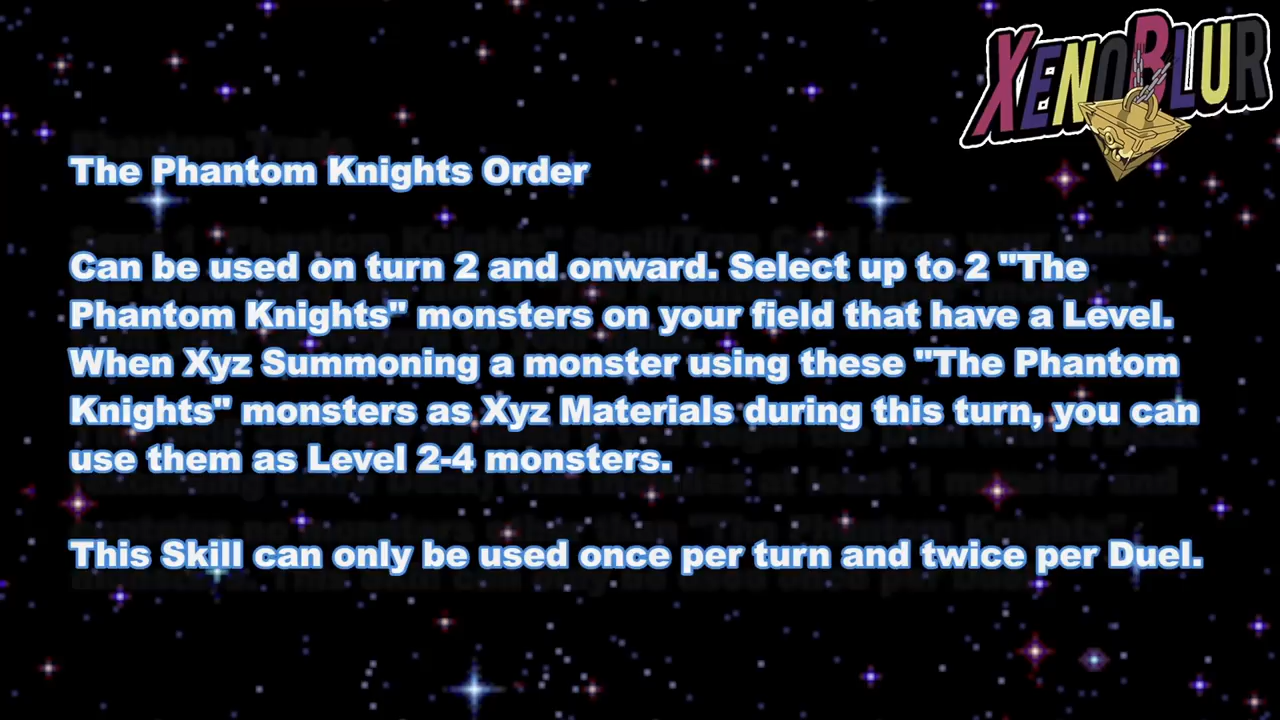 XENOBLUR
The Phantom Knights Order
Can be used on turn 2 and onward. Select up to 2 "The
Phantom Knights" monsters on your field that have a Level.
When Xyz Summoning a monster using these "The Phantom
Knights" monsters as Xyz Materials during this turn, you can
use them as Level 2-4 monsters.
This Skill can only be used once per turn and twice per Duel.